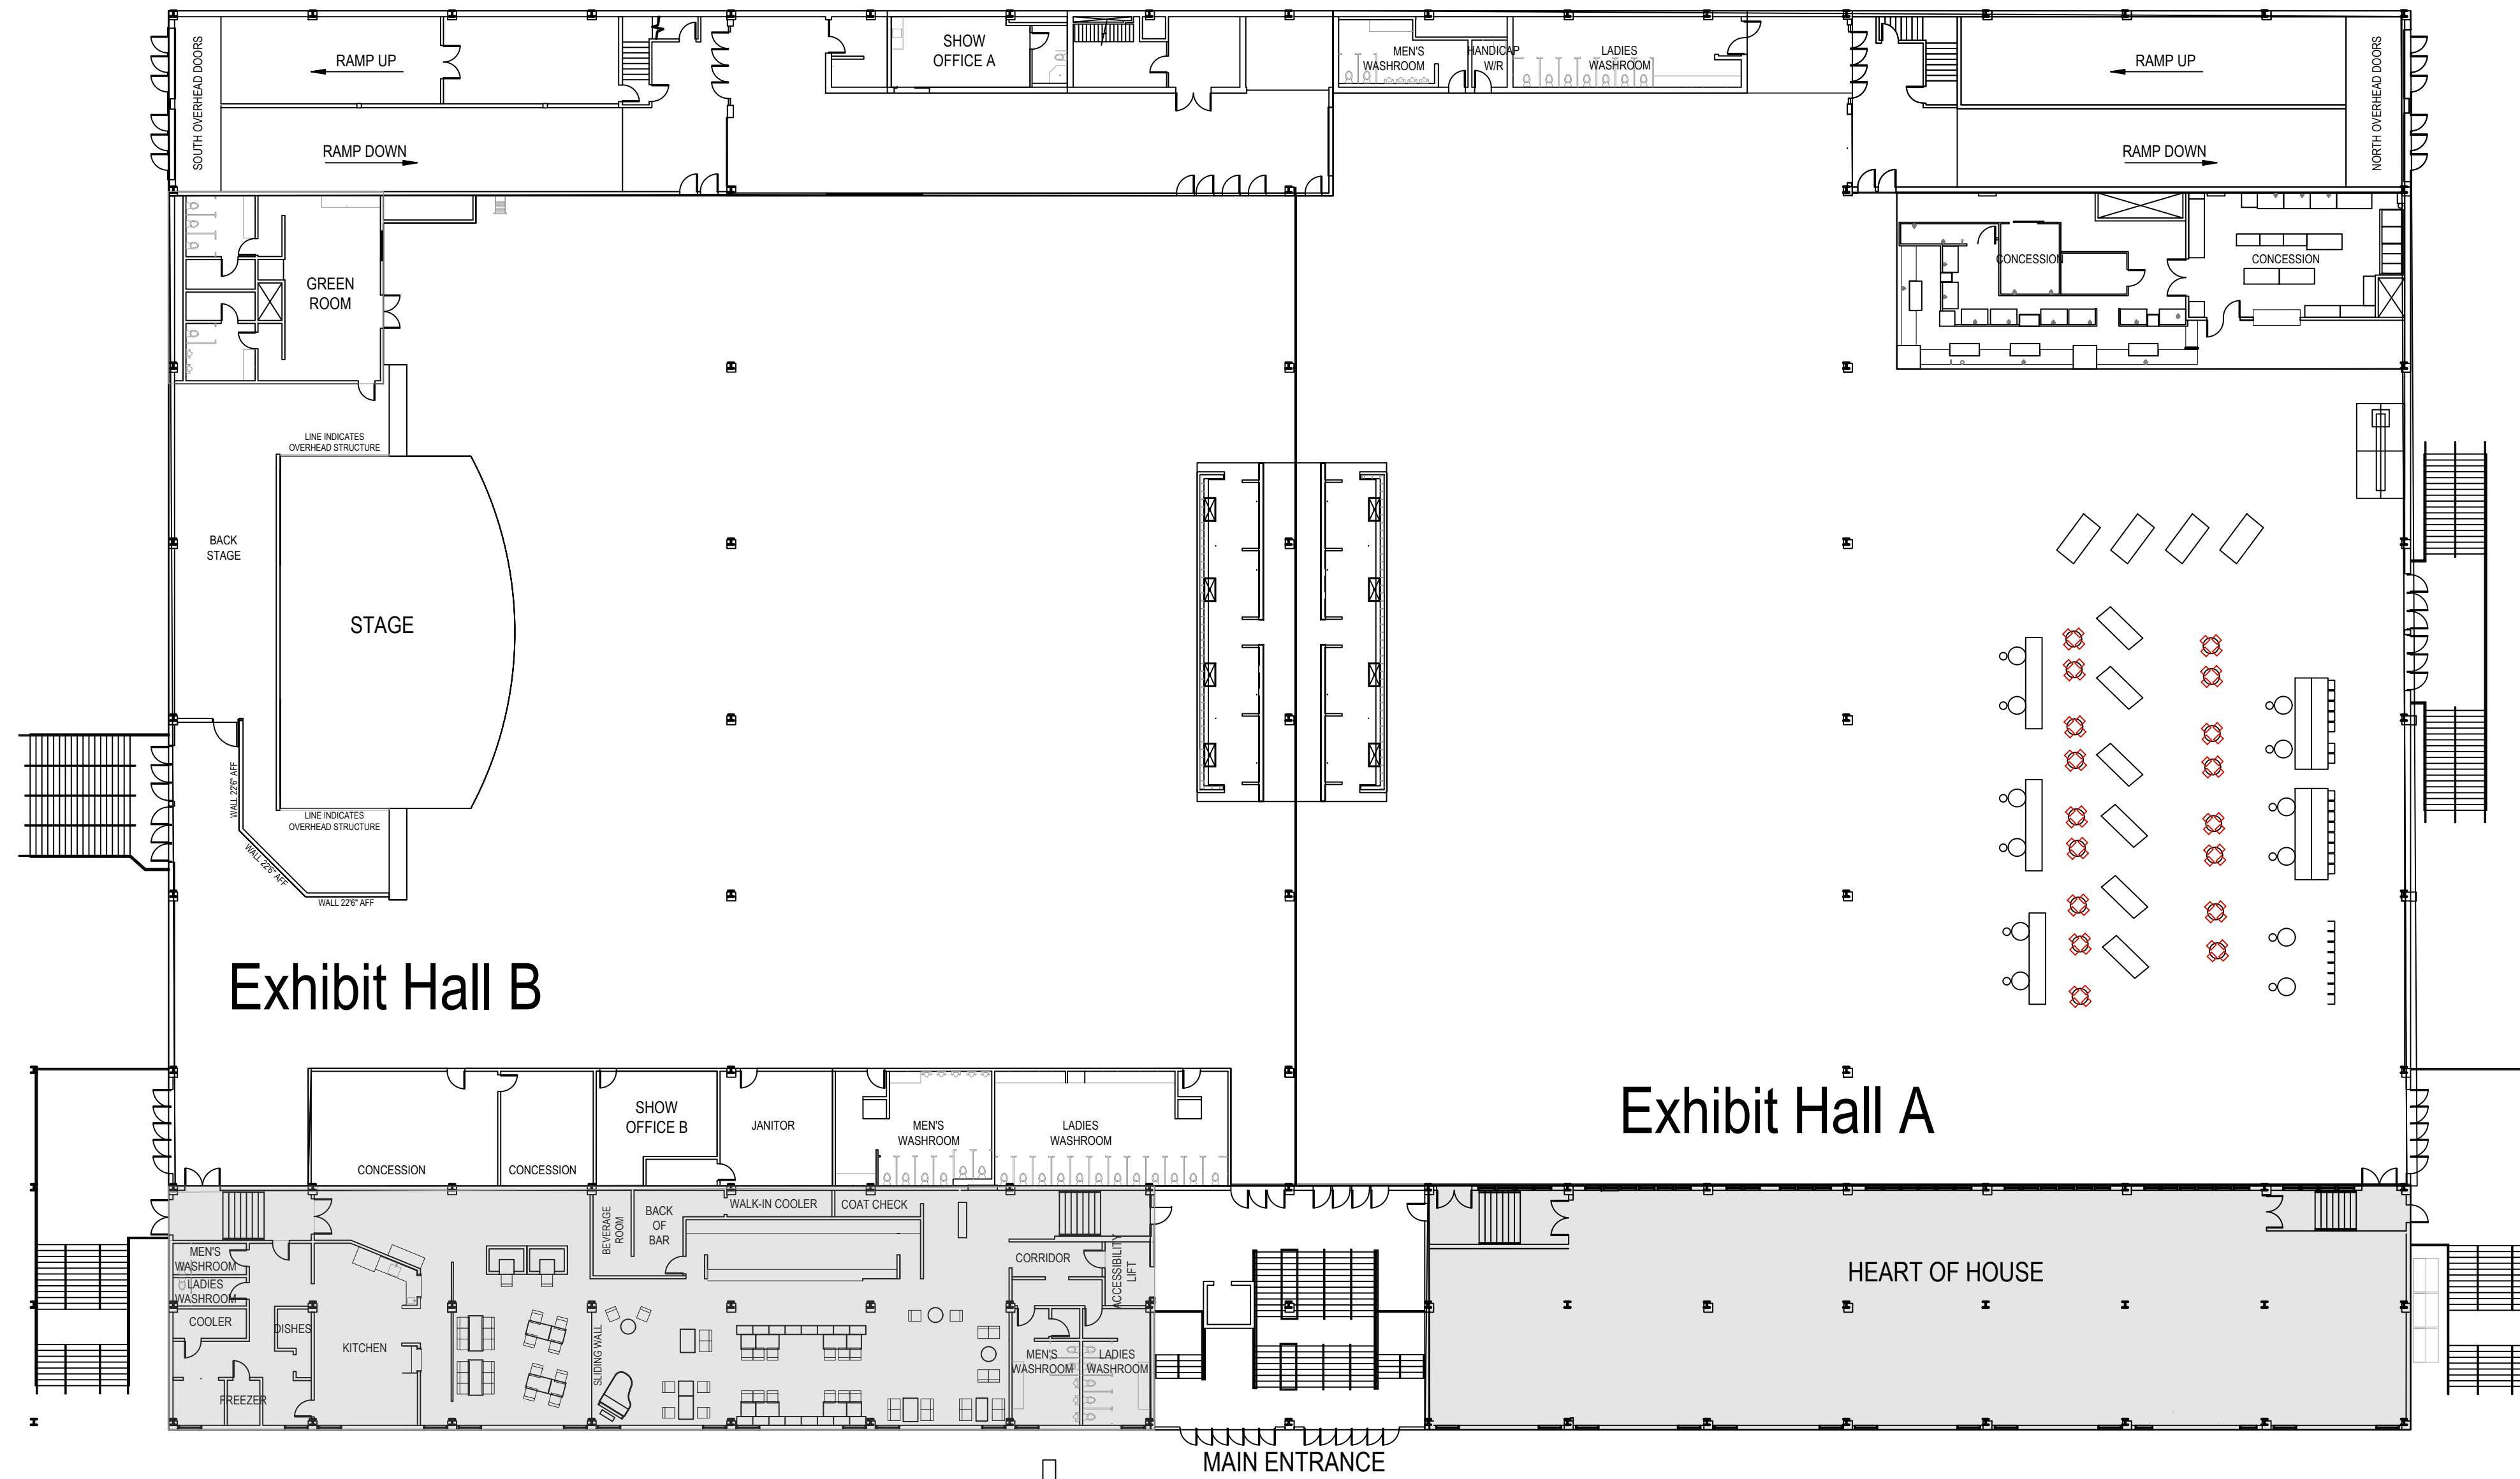 SOUTH OVERHEAD DOORS
RAMP UP
RAMP DOWN
SHOW
OFFICE A
MEN'S
WASHROOM
HANDICAP
W/R
LADIES
WASHROOM
RAMP UP
RAMP DOWN
NORTH OVERHEAD DOORS
GREEN
ROOM
CONCESSION
CONCESSION
LINE INDICATES
OVERHEAD STRUCTURE
BACK
STAGE
STAGE
WALL 22'6" AFF
LINE INDICATES
OVERHEAD STRUCTURE
WALL 22'6" AFF
WALL 22'6" AFF
Exhibit Hall B
Exhibit Hall A
CONCESSION
CONCESSION
SHOW
OFFICE B
JANITOR
MEN'S
WASHROOM
LADIES
WASHROOM
BEVERAGE
ROOM
BACK
OF
BAR
WALK-IN COOLER
COAT CHECK
MEN'S
WASHROOM
LADIES
WASHROOM
COOLER
DISHES
KITCHEN
FREEZER
SLIDING WALL
CORRIDOR
ACCESSIBILITY
LIFT
MEN'S
WASHROOM
LADIES
WASHROOM
HEART OF HOUSE
MAIN ENTRANCE